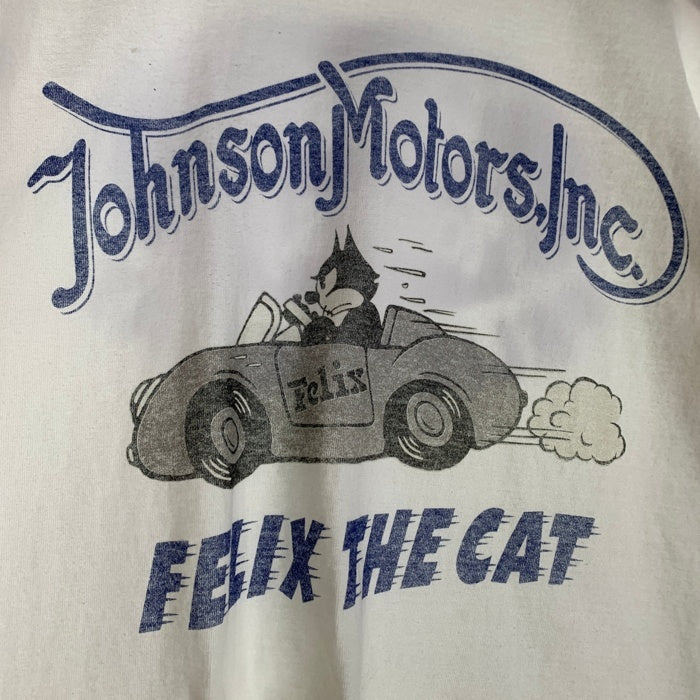 Johnson Motors, Inc.
Felix
FELIX THE CAT